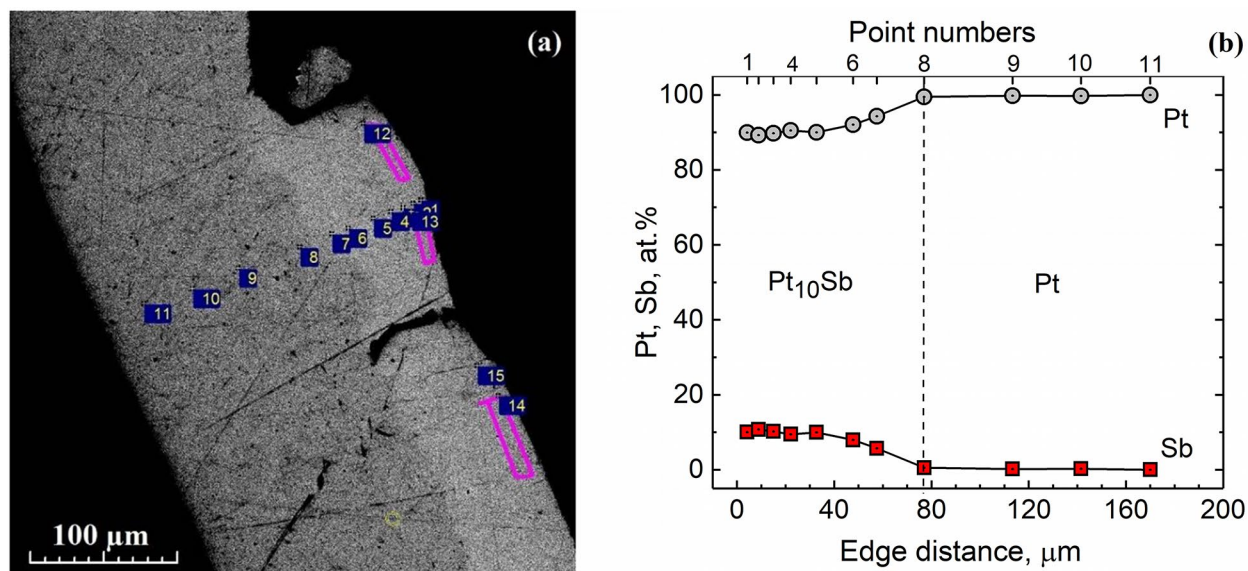 (a)
12
1
13
4
5
6
7
8
9
10
11
15
14
100 µm
Point numbers
(b)
1 4 6 8 9 10 11
100
80
60
40
20
0
Pt, Sb, at.%
Pt
Pt₁₀Sb
Pt
Sb
0 40 80 120 160 200
Edge distance, µm